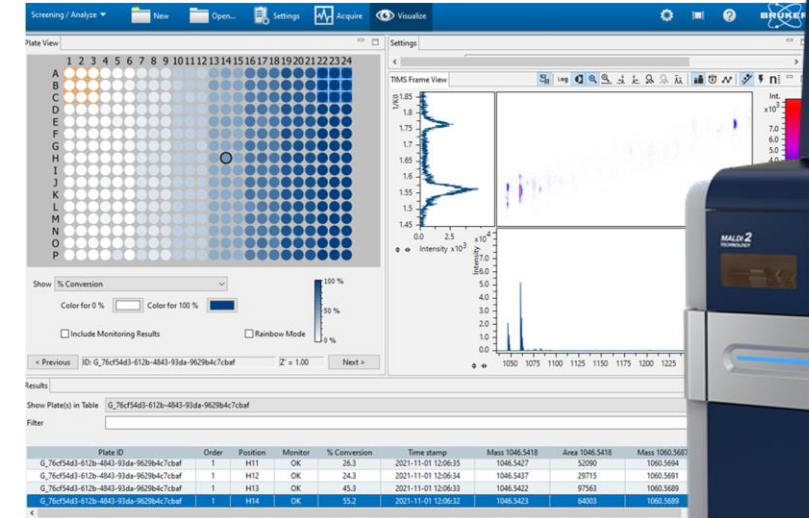 Screening / Analyze ▼ New Open... Settings Acquire Visualize BRUKER
Plate View
Settings
1 2 3 4 5 6 7 8 9 10 11 12 13 14 15 16 17 18 19 20 21 22 23 24
A
B
C
D
E
F
G
H
I
J
K
L
M
N
O
P
TIMS Frame View
Log
Int.
x10³
7.0
6.0
5.0
4.0
1/K0
1.85
1.8
1.75
1.7
1.65
1.6
1.55
1.5
1.45
0.0 2.5
Intensity x10³
Intensity
x10⁴
7.0
6.0
5.0
4.0
3.0
2.0
1.0
0.0
1050 1075 1100 1125 1150 1175 1200 1225
MALDI 2
TECHNOLOGY
Show % Conversion
Color for 0 % Color for 100 %
100 %
50 %
0 %
Include Monitoring Results Rainbow Mode
< Previous ID: G_76cf54d3-612b-4843-93da-9629b4c7cbaf Z' = 1.00 Next >
Results
Show Plate(s) in Table G_76cf54d3-612b-4843-93da-9629b4c7cbaf
Filter
Plate ID Order Position Monitor % Conversion Time stamp Mass 1046.5418 Area 1046.5418 Mass 1060.5687
G_76cf54d3-612b-4843-93da-9629b4c7cbaf 1 H11 OK 26.3 2021-11-01 12:06:35 1046.5427 52090 1060.5694
G_76cf54d3-612b-4843-93da-9629b4c7cbaf 1 H12 OK 24.3 2021-11-01 12:06:34 1046.5437 29715 1060.5691
G_76cf54d3-612b-4843-93da-9629b4c7cbaf 1 H13 OK 45.3 2021-11-01 12:06:33 1046.5422 97563 1060.5689
G_76cf54d3-612b-4843-93da-9629b4c7cbaf 1 H14 OK 55.2 2021-11-01 12:06:32 1046.5423 64003 1060.5689